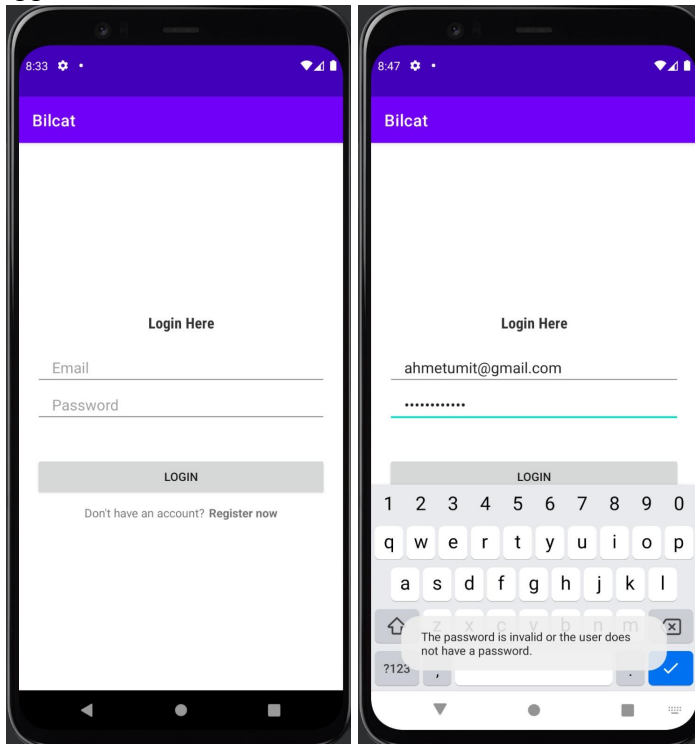 8:33
Bilcat
Login Here
Email
Password
LOGIN
Don't have an account? Register now
8:47
Bilcat
Login Here
ahmetumit@gmail.com
••••••••••••
LOGIN
1 2 3 4 5 6 7 8 9 0
q w e r t y u i o p
a s d f g h j k l
z x c v b n m
The password is invalid or the user does
not have a password.
?123 , .